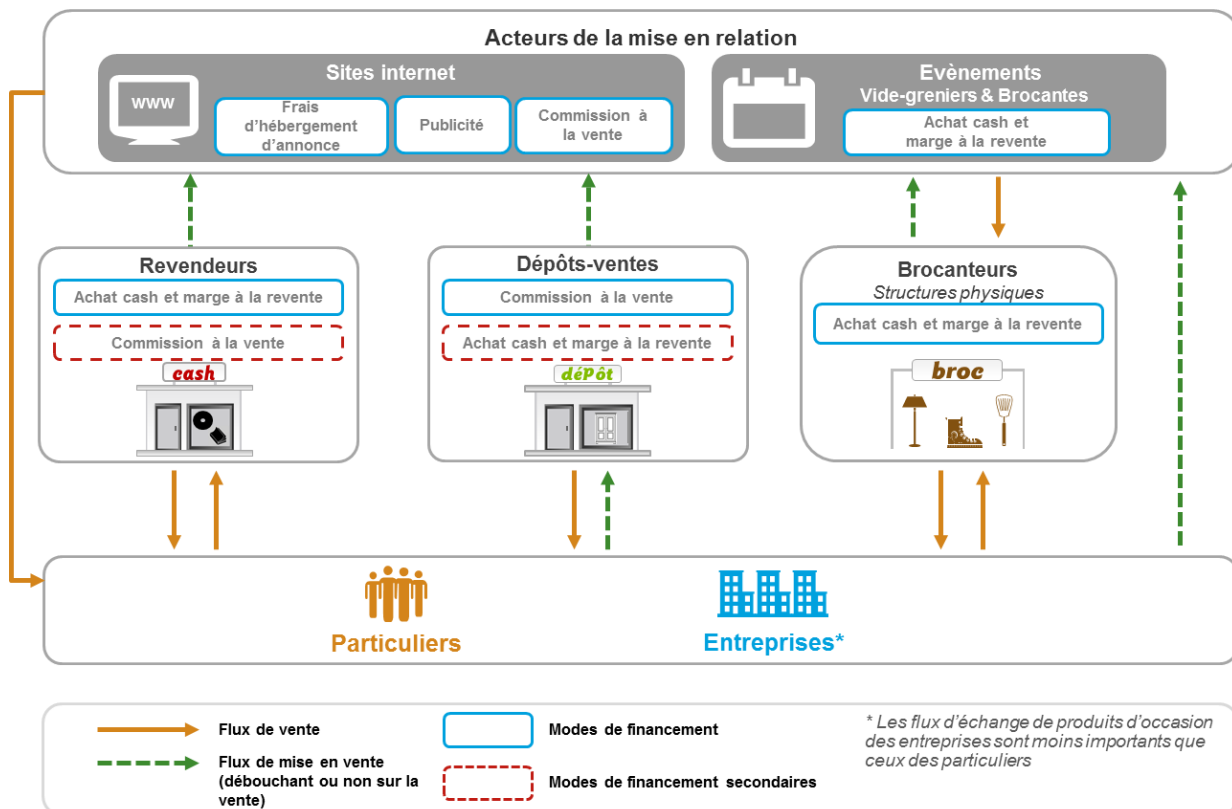 Acteurs de la mise en relation
Sites internet
www
Frais
d'hébergement
d'annonce
Publicité
Commission à
la vente
Evènements
Vide-greniers & Brocantes
Achat cash et
marge à la revente
Revendeurs
Achat cash et marge à la revente
Commission à la vente
cash
Dépôts-ventes
Commission à la vente
Achat cash et marge à la revente
déPôt
Brocanteurs
Structures physiques
Achat cash et marge à la revente
broc
Particuliers
Entreprises*
Flux de vente
Flux de mise en vente
(débouchant ou non sur la
vente)
Modes de financement
Modes de financement secondaires
* Les flux d'échange de produits d'occasion
des entreprises sont moins importants que
ceux des particuliers